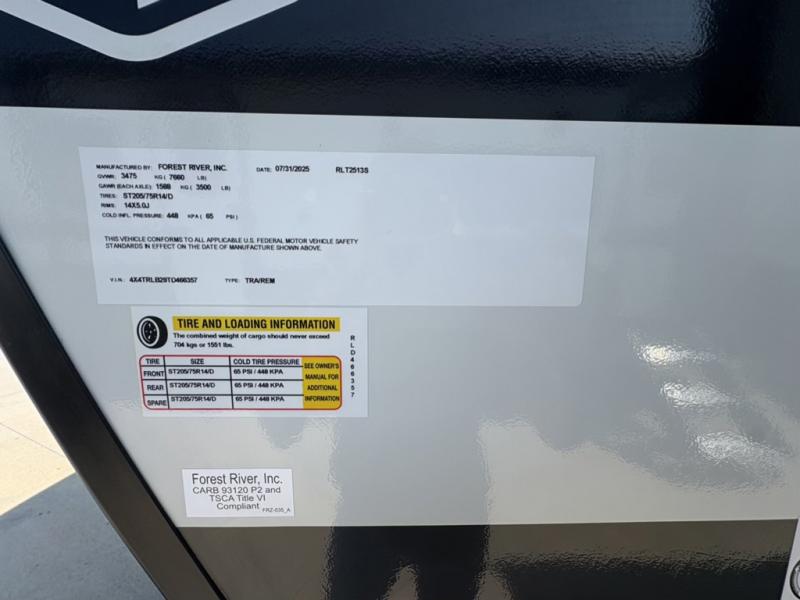 MANUFACTURED BY: FOREST RIVER, INC. DATE: 07/31/2025 RLT2513S
GVWR: 3475 KG ( 7660 LB)
GAWR (EACH AXLE): 1588 KG ( 3500 LB)
TIRES: ST205/75R14/D
RIMS: 14X5.0J
COLD INFL. PRESSURE: 448 KPA ( 65 PSI )
THIS VEHICLE CONFORMS TO ALL APPLICABLE U.S. FEDERAL MOTOR VEHICLE SAFETY
STANDARDS IN EFFECT ON THE DATE OF MANUFACTURE SHOWN ABOVE.
V.I.N.: 4X4TRLB29TD466357 TYPE: TRA/REM
TIRE AND LOADING INFORMATION
The combined weight of cargo should never exceed
704 kgs or 1551 lbs.
TIRE SIZE COLD TIRE PRESSURE
FRONT ST205/75R14/D 65 PSI / 448 KPA
REAR ST205/75R14/D 65 PSI / 448 KPA
SPARE ST205/75R14/D 65 PSI / 448 KPA
SEE OWNER'S
MANUAL FOR
ADDITIONAL
INFORMATION
RLD466357
Forest River, Inc.
CARB 93120 P2 and
TSCA Title VI
Compliant FRZ-035_A